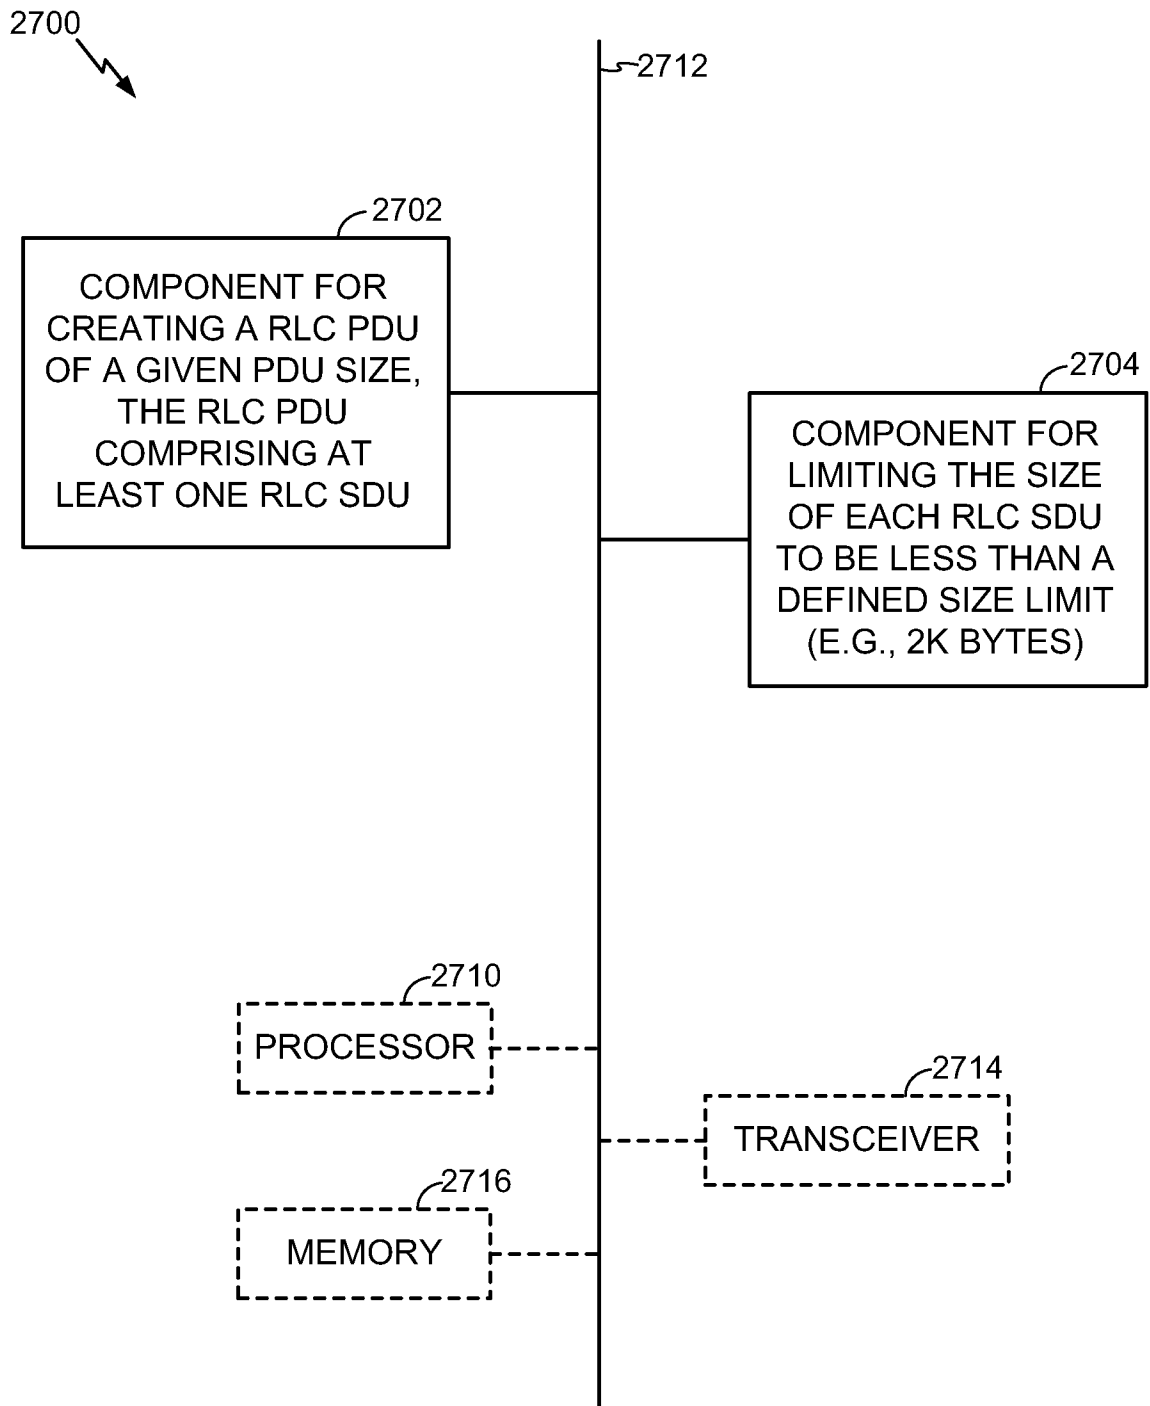 2700
2712
2702
COMPONENT FOR
CREATING A RLC PDU
OF A GIVEN PDU SIZE,
THE RLC PDU
COMPRISING AT
LEAST ONE RLC SDU
2704
COMPONENT FOR
LIMITING THE SIZE
OF EACH RLC SDU
TO BE LESS THAN A
DEFINED SIZE LIMIT
(E.G., 2K BYTES)
2710
PROCESSOR
2714
TRANSCEIVER
2716
MEMORY